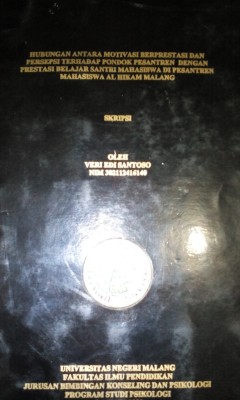 HUBUNGAN ANTARA MOTIVASI BERPRESTASI DAN
PERSEPSI TERHADAP PONDOK PESANTREN DENGAN
PRESTASI BELAJAR SANTRI MAHASISWA DI PESANTREN
MAHASISWA AL HIKAM MALANG
SKRIPSI
OLEH
VERI EDI SANTOSO
NIM 302113416140
UNIVERSITAS NEGERI MALANG
FAKULTAS ILMU PENDIDIKAN
JURUSAN BIMBINGAN KONSELING DAN PSIKOLOGI
PROGRAM STUDI PSIKOLOGI